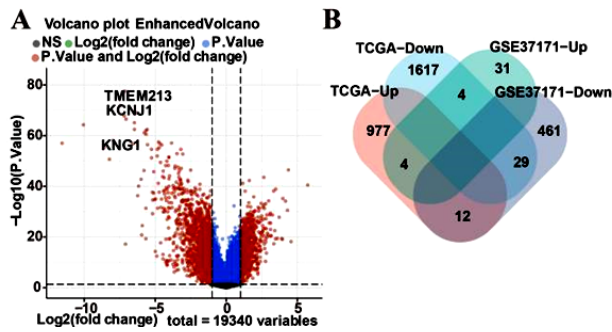 A
Volcano plot EnhancedVolcano
NS Log2(fold change) P.Value
P.Value and Log2(fold change)
−Log10(P.Value)
80
60
40
20
0
TMEM213
KCNJ1
KNG1
−10 −5 0 5
Log2(fold change) total = 19340 variables
B
TCGA−Down
GSE37171−Up
TCGA−Up
GSE37171−Down
1617
31
977
4
461
4
29
12